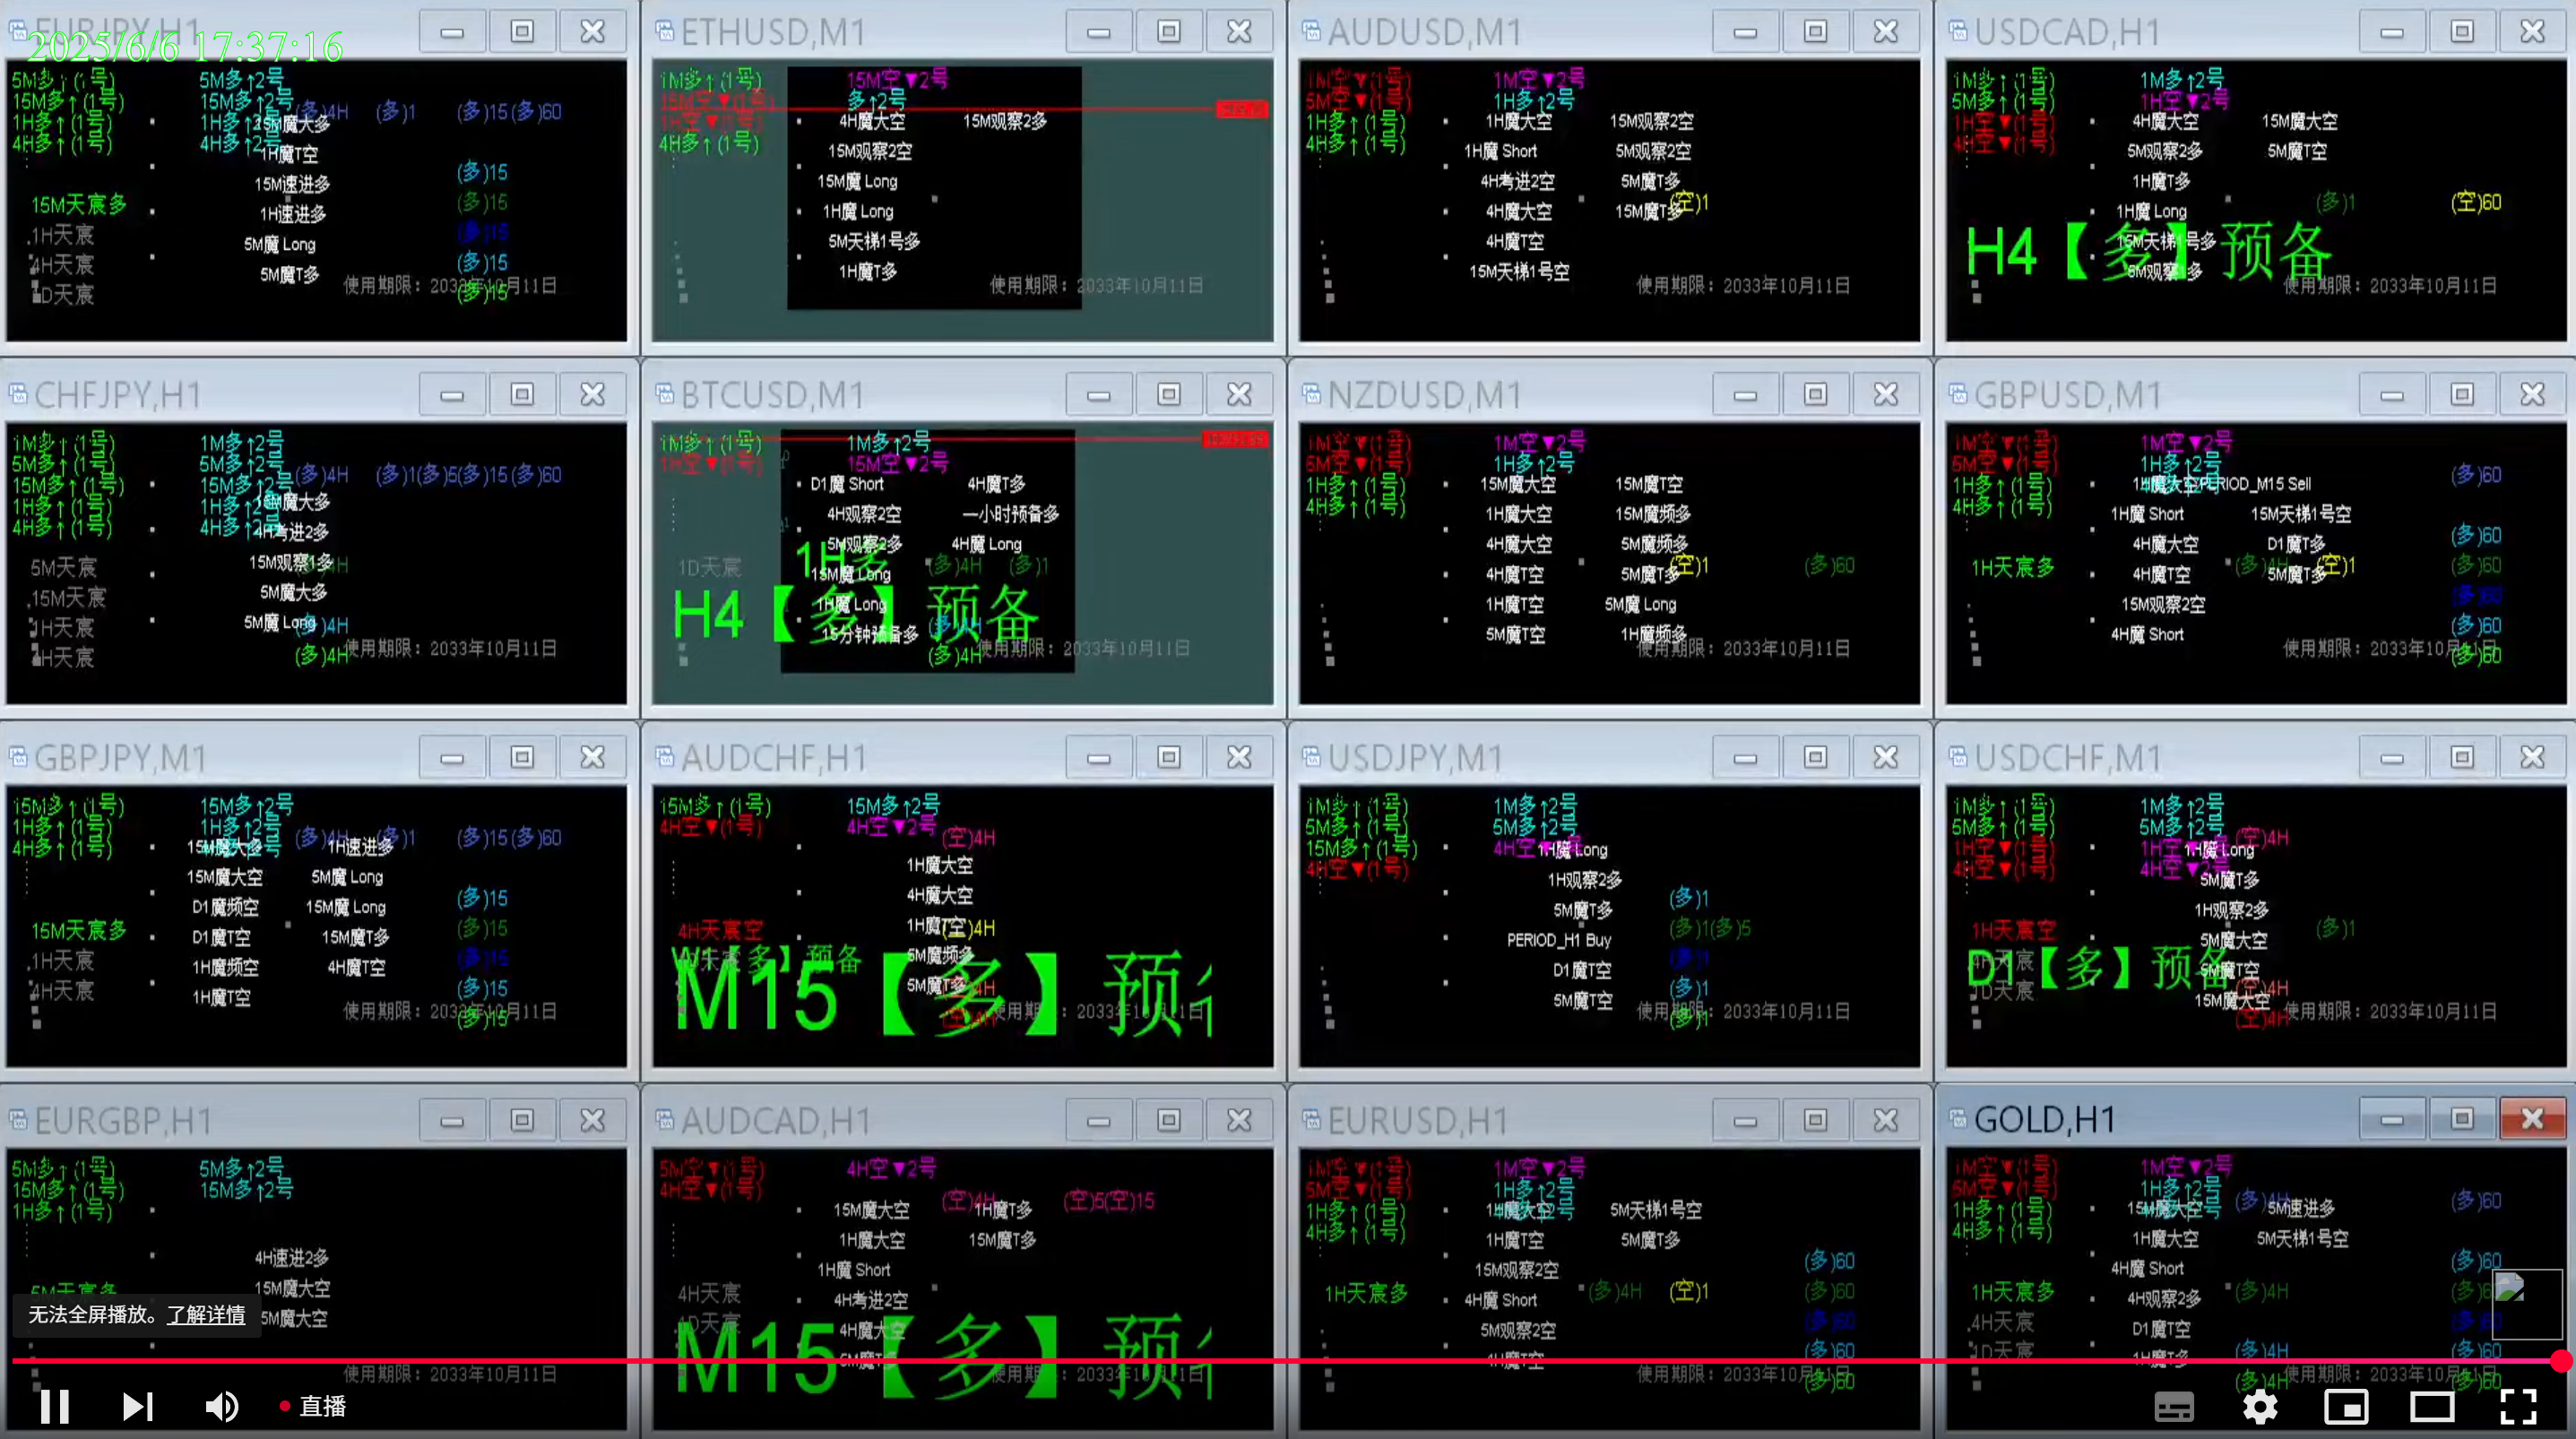 2025/6/6 17:37:16
EURJPY,H1
5M多↑(1号) 5M多↑2号
15M多↑(1号) 15M多↑2号 (多)4H (多)1 (多)15(多)60
1H多↑(1号) 1H多↑2号 15M魔大多
4H多↑(1号) 4H多↑2号 1H魔T空
15M速进多 (多)15
15M天宸多 1H速进多 (多)15
1H天宸 5M魔 Long (多)15
4H天宸 5M魔T多 (多)15
1D天宸 (多)15
使用期限：2033年10月11日
ETHUSD,M1
1M多↑(1号) 15M空▼2号
15M空▼(1号) 多↑2号
1H空▼(1号) 4H魔大空 15M观察2多
4H多↑(1号) 15M观察2空
15M魔 Long
1H魔 Long
5M天梯1号多
1H魔T多
使用期限：2033年10月11日
AUDUSD,M1
1M空▼(1号) 1M空▼2号
5M空▼(1号) 1H多↑2号
1H多↑(1号) 1H魔大空 15M观察2空
4H多↑(1号) 1H魔 Short 5M观察2空
4H考进2空 5M魔T多
4H魔大空 15M魔T多 (空)1
4H魔T空
15M天梯1号空
使用期限：2033年10月11日
USDCAD,H1
1M多↑(1号) 1M多↑2号
5M多↑(1号) 1H空▼2号
1H空▼(1号) 4H魔大空 15M魔大空
4H空▼(1号) 5M观察2多 5M魔T空
1H魔T多
1H魔 Long (多)1 (空)60
15M天梯1号多
H4【多】预备
5M观察1多
使用期限：2033年10月11日
CHFJPY,H1
1M多↑(1号) 1M多↑2号
5M多↑(1号) 5M多↑2号 (多)4H (多)1(多)5(多)15(多)60
15M多↑(1号) 15M多↑2号
1H多↑(1号) 1H多↑2号 15M魔大多
4H多↑(1号) 4H多↑2号 4H考进2多
15M观察1多 4H
5M天宸
15M天宸 5M魔大多
1H天宸 5M魔 Long (多)4H
4H天宸 (多)4H
使用期限：2033年10月11日
BTCUSD,M1
1M多↑(1号) 1M多↑2号
1H空▼(1号) 15M空▼2号
D1魔 Short 4H魔T多
4H观察2空 一小时预备多
5M观察2多 4H魔 Long
1D天宸 1H多 (多)4H (多)1
15M魔 Long
1H魔 Long
H4【多】预备
15分钟预备多
(多)4H 使用期限：2033年10月11日
NZDUSD,M1
1M空▼(1号) 1M空▼2号
5M空▼(1号) 1H多↑2号
1H多↑(1号) 15M魔大空 15M魔T空
4H多↑(1号) 1H魔大空 15M魔频多
4H魔大空 5M魔频多
4H魔T空 5M魔T多 (空)1 (多)60
1H魔T空 5M魔 Long
5M魔T空 1H魔频多
使用期限：2033年10月11日
GBPUSD,M1
1M空▼(1号) 1M空▼2号
5M空▼(1号) 1H多↑2号 (多)60
1H多↑(1号) 1H魔大空 PERIOD_M15 Sell
4H多↑(1号) 1H魔 Short 15M天梯1号空
4H魔大空 D1魔T多 (多)60
1H天宸多 4H魔T空 (多)4H 5M魔T多 (空)1 (多)60
15M观察2空 (多)60
4H魔 Short (多)60
使用期限：2033年10月11日 (多)60
GBPJPY,M1
15M多↑(1号) 15M多↑2号
1H多↑(1号) 1H多↑2号 (多)4H (多)1 (多)15(多)60
4H多↑(1号) 15M魔大多 1H速进多
15M魔大空 5M魔 Long
D1魔频空 15M魔 Long (多)15
15M天宸多 D1魔T空 15M魔T多 (多)15
1H天宸 1H魔频空 4H魔T空 (多)15
4H天宸 1H魔T空 (多)15
使用期限：2033年10月11日 (多)15
AUDCHF,H1
15M多↑(1号) 15M多↑2号
4H空▼(1号) 4H空▼2号 (空)4H
1H魔大空
4H魔大空
4H天宸空 1H魔T空 (空)4H
5M魔频多
5M魔T多
M15【多】预
USDJPY,M1
1M多↑(1号) 1M多↑2号
5M多↑(1号) 5M多↑2号
15M多↑(1号) 4H空▼ 1H魔 Long
4H空▼(1号) 1H观察2多
5M魔T多 (多)1
(多)1(多)5
PERIOD_H1 Buy (多)1
D1魔T空 (多)1
5M魔T空 (多)1
使用期限：2033年10月11日
USDCHF,M1
1M多↑(1号) 1M多↑2号
5M多↑(1号) 5M多↑2号 (空)4H
1H空▼(1号) 1H空▼ 1H魔 Long
4H空▼(1号) 4H空▼2号 5M魔T多
1H观察2多
1H天宸空 5M魔大空 (多)1
4H天宸 5M魔T空
D1【多】预备
1D天宸 15M魔大空 (空)4H
(空)4H 使用期限：2033年10月11日
EURGBP,H1
5M多↑(1号) 5M多↑2号
15M多↑(1号) 15M多↑2号
1H多↑(1号)
4H速进2多
5M天宸多 15M魔大空
5M魔大空
使用期限：2033年10月11日
AUDCAD,H1
5M空▼(1号) 4H空▼2号
4H空▼(1号) (空)4H (空)5(空)15
15M魔大空 1H魔T多
1H魔大空 15M魔T多
1H魔 Short
4H天宸 4H考进2空
1D天宸 4H魔大空
M15【多】预
EURUSD,H1
1M空▼(1号) 1M空▼2号
5M空▼(1号) 1H多↑2号
1H多↑(1号) 1H魔大空 5M天梯1号空
4H多↑(1号) 1H魔T空 5M魔T多
15M观察2空 (多)60
1H天宸多 4H魔 Short (多)4H (空)1 (多)60
5M观察2空 (多)60
4H魔T空 (多)60
使用期限：2033年10月11日 (多)60
GOLD,H1
1M空▼(1号) 1M空▼2号
5M空▼(1号) 1H多↑2号 (多)4H (多)60
1H多↑(1号) 15M魔大空 5M速进多
4H多↑(1号) 1H魔大空 5M天梯1号空
4H魔 Short (多)60
1H天宸多 4H观察2多 (多)4H
4H天宸 D1魔T空
1D天宸 1H魔T多 (多)4H (多)60
(多)4H 使用期限：2033年10月11日 (多)60
无法全屏播放。了解详情
直播